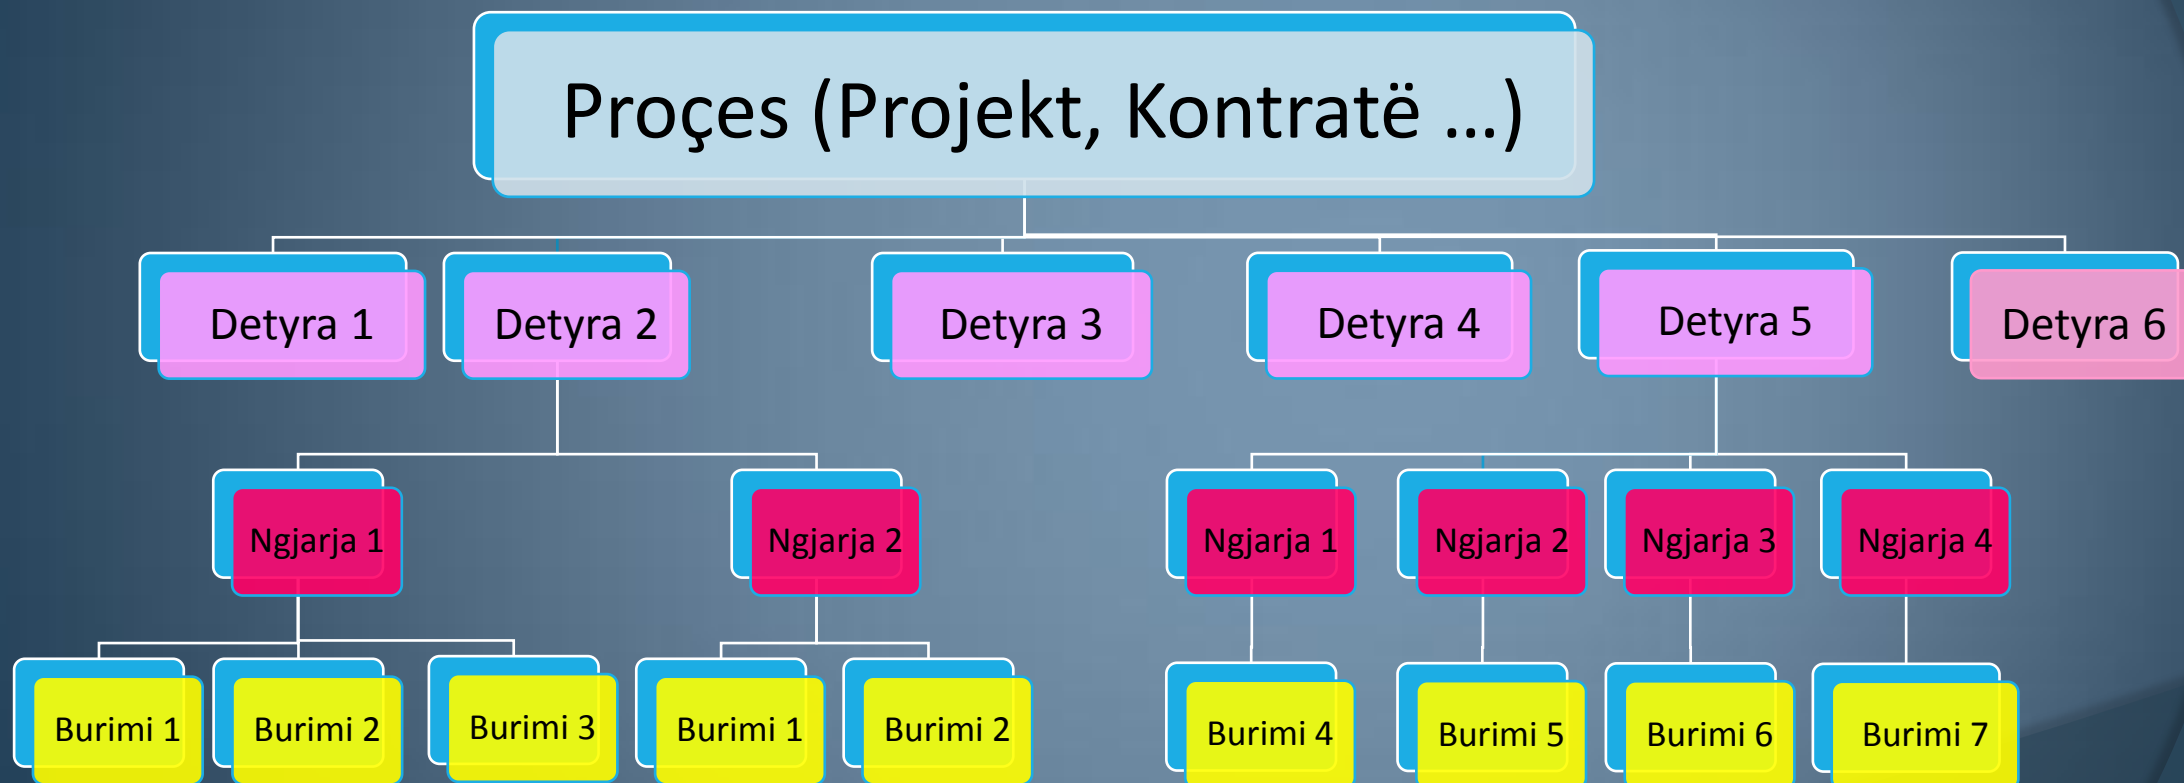 Proçes (Projekt, Kontratë ...)
Detyra 1
Detyra 2
Detyra 3
Detyra 4
Detyra 5
Detyra 6
Ngjarja 1
Ngjarja 2
Ngjarja 1
Ngjarja 2
Ngjarja 3
Ngjarja 4
Burimi 1
Burimi 2
Burimi 3
Burimi 1
Burimi 2
Burimi 4
Burimi 5
Burimi 6
Burimi 7